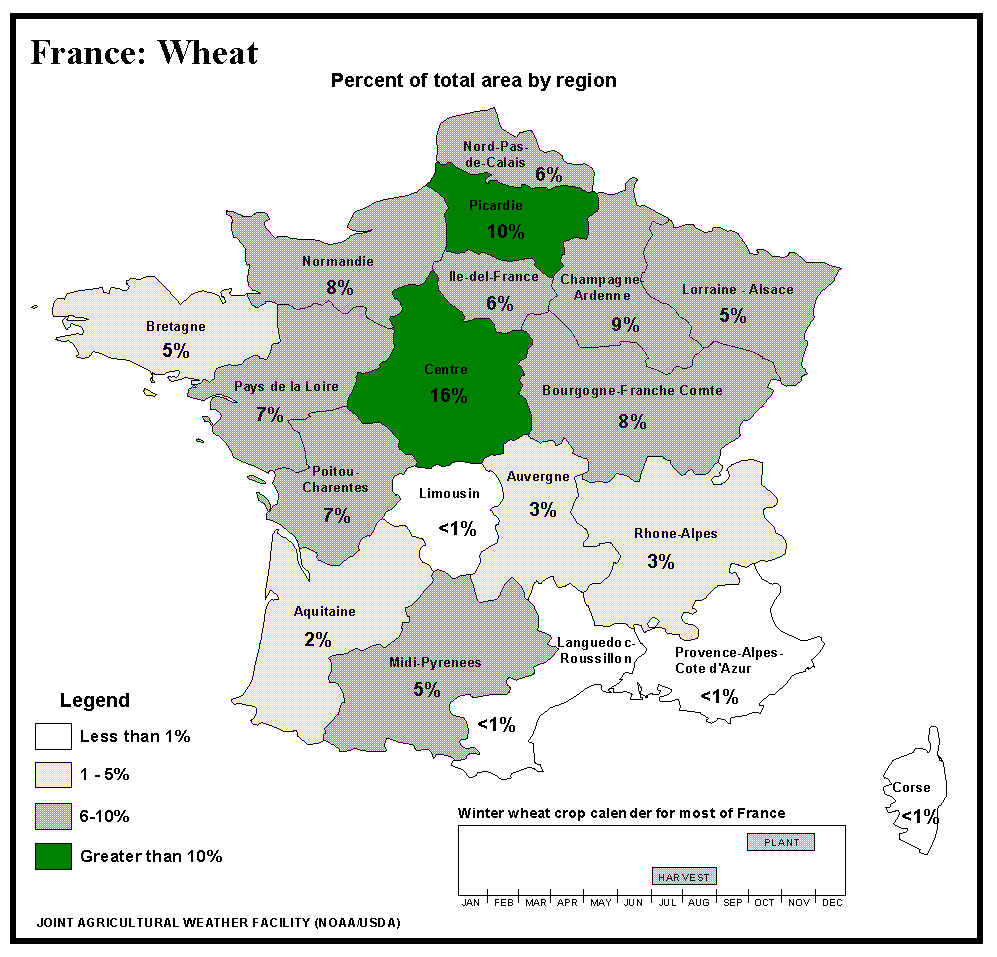 France: Wheat
Percent of total area by region
Nord-Pas-
de-Calais
6%
Picardie
10%
Normandie
8%
Ile-del-France
6%
Champagne
Ardenne
9%
Lorraine - Alsace
5%
Bretagne
5%
Pays de la Loire
7%
Centre
16%
Bourgogne-Franche Comte
8%
Poitou-
Charentes
7%
Limousin
<1%
Auvergne
3%
Rhone-Alpes
3%
Aquitaine
2%
Midi-Pyrenees
5%
Languedoc-
Roussillon
<1%
Provence-Alpes-
Cote d'Azur
<1%
Corse
<1%
Legend
Less than 1%
1 - 5%
6-10%
Greater than 10%
Winter wheat crop calender for most of France
PLANT
HARVEST
JAN FEB MAR APR MAY JUN JUL AUG SEP OCT NOV DEC
JOINT AGRICULTURAL WEATHER FACILITY (NOAA/USDA)